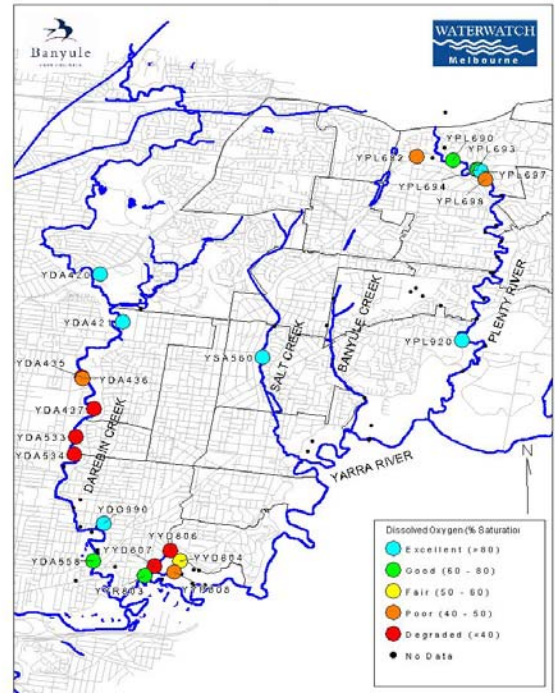 Banyule
WATERWATCH
Melbourne
YPL690
YPL693
YPL682
YPL697
YPL694
YPL698
YDA420
YDA421
YPL920
PLENTY RIVER
BANYULE CREEK
SALT CREEK
YSA560
YDA435
YDA436
YDA437
DAREBIN CREEK
YDA533
YDA534
YARRA RIVER
N
YDO990
YYD606
YYD607
YYD604
YDA558
Dissolved Oxygen (% Saturation
Excellent (>80)
Good (60 - 80)
Fair (50 - 60)
Poor (40 - 50)
Degraded (<40)
No Data